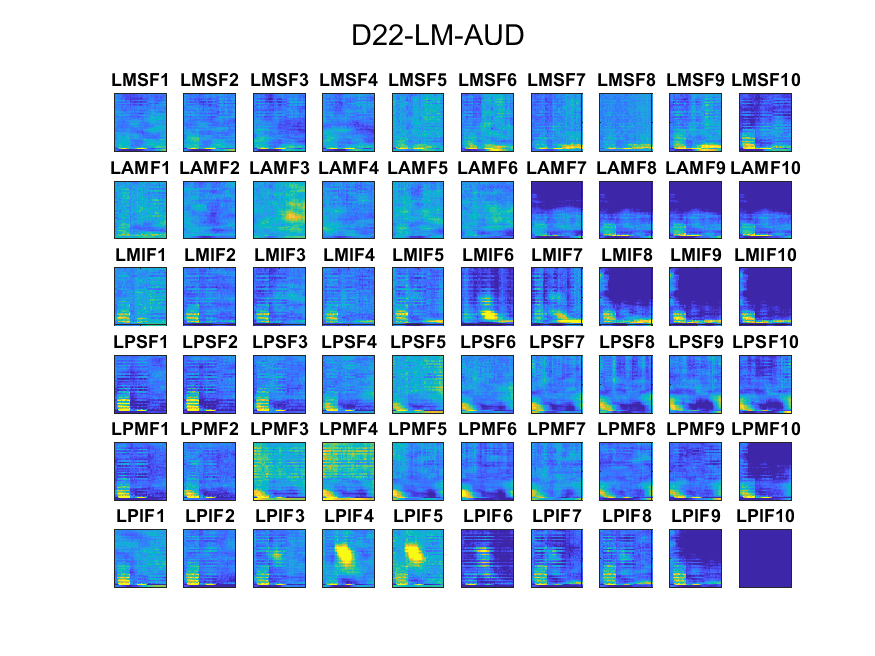 D22-LM-AUD
LMSF1 LMSF2 LMSF3 LMSF4 LMSF5 LMSF6 LMSF7 LMSF8 LMSF9 LMSF10
LAMF1 LAMF2 LAMF3 LAMF4 LAMF5 LAMF6 LAMF7 LAMF8 LAMF9 LAMF10
LMIF1 LMIF2 LMIF3 LMIF4 LMIF5 LMIF6 LMIF7 LMIF8 LMIF9 LMIF10
LPSF1 LPSF2 LPSF3 LPSF4 LPSF5 LPSF6 LPSF7 LPSF8 LPSF9 LPSF10
LPMF1 LPMF2 LPMF3 LPMF4 LPMF5 LPMF6 LPMF7 LPMF8 LPMF9 LPMF10
LPIF1 LPIF2 LPIF3 LPIF4 LPIF5 LPIF6 LPIF7 LPIF8 LPIF9 LPIF10